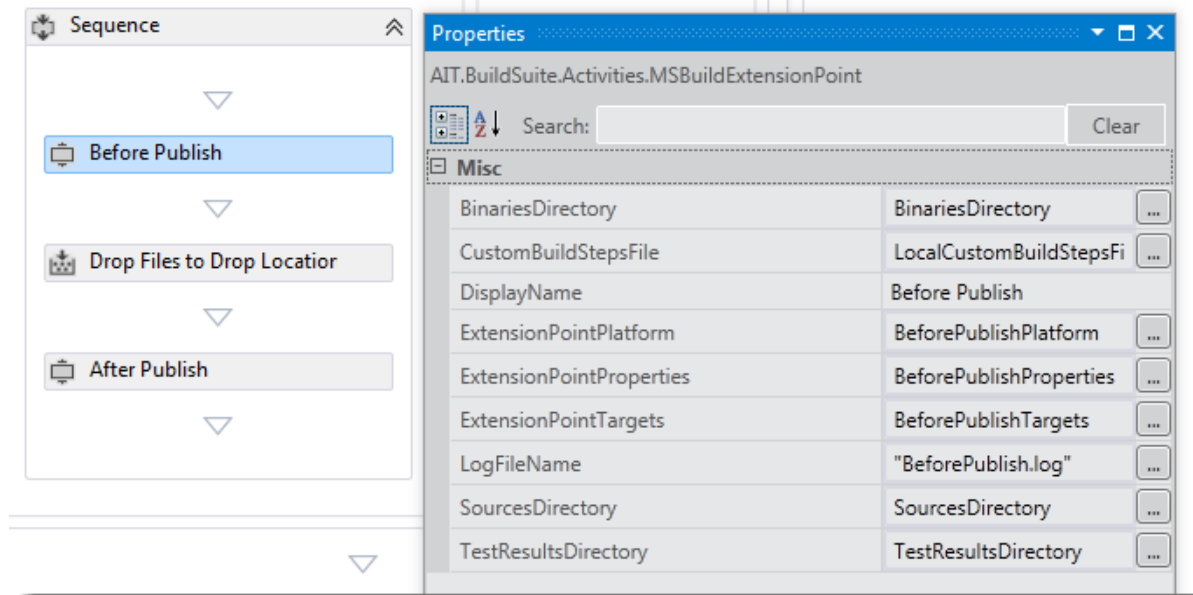 Sequence
Before Publish
Drop Files to Drop Location
After Publish
Properties
AIT.BuildSuite.Activities.MSBuildExtensionPoint
Search: Clear
Misc
BinariesDirectory BinariesDirectory ...
CustomBuildStepsFile LocalCustomBuildStepsFi ...
DisplayName Before Publish
ExtensionPointPlatform BeforePublishPlatform ...
ExtensionPointProperties BeforePublishProperties ...
ExtensionPointTargets BeforePublishTargets ...
LogFileName "BeforePublish.log" ...
SourcesDirectory SourcesDirectory ...
TestResultsDirectory TestResultsDirectory ...